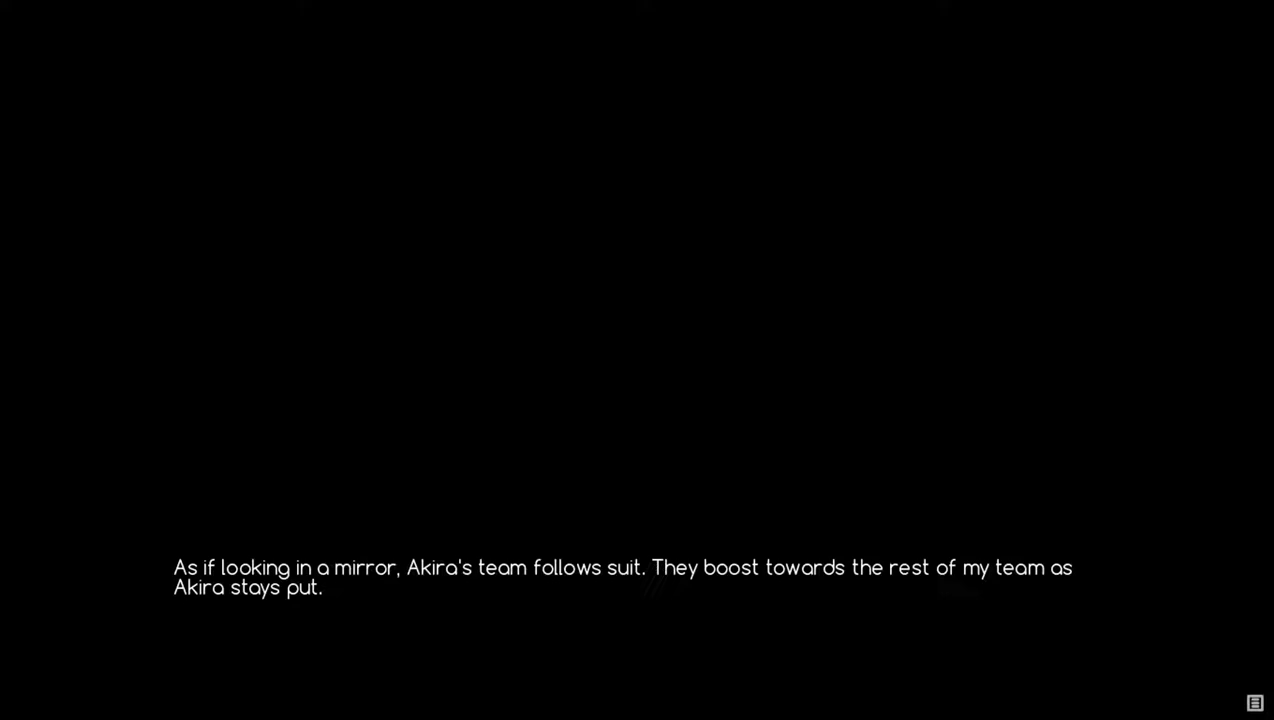 As if looking in a mirror, Akira's team follows suit. They boost towards the rest of my team as
Akira stays put.